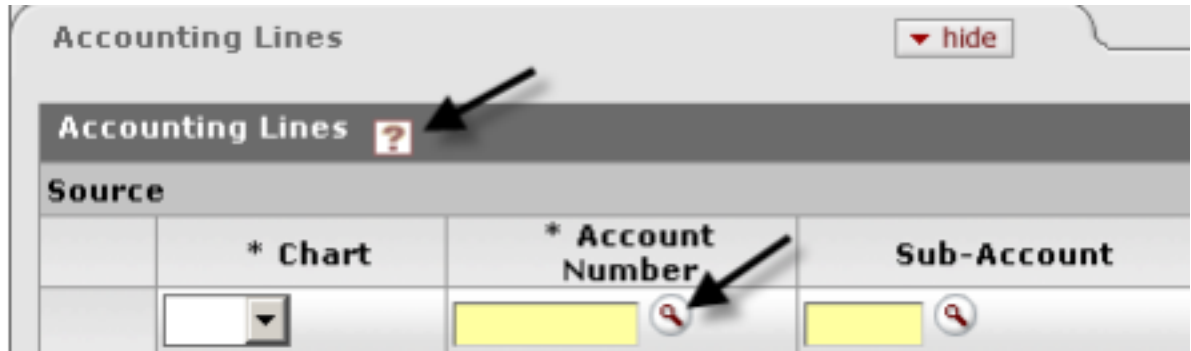 Accounting Lines
hide
Accounting Lines ?
Source
* Chart
* Account
Number
Sub-Account